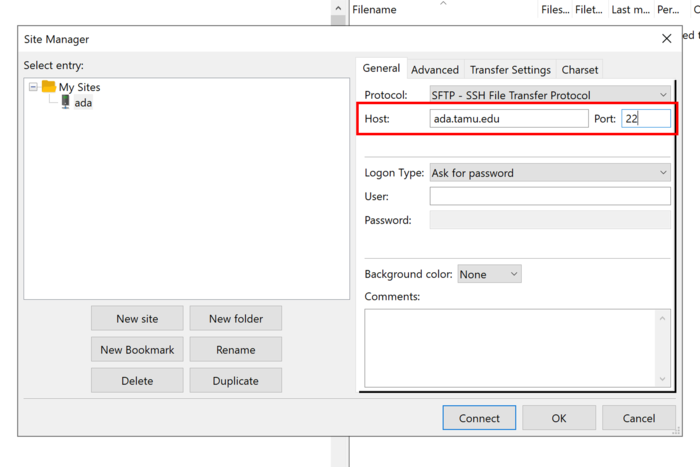 Filename Files... Filet... Last m... Per...
Site Manager
Select entry:
My Sites
ada
New site New folder
New Bookmark Rename
Delete Duplicate
General Advanced Transfer Settings Charset
Protocol: SFTP - SSH File Transfer Protocol
Host: ada.tamu.edu Port: 22
Logon Type: Ask for password
User:
Password:
Background color: None
Comments:
Connect OK Cancel